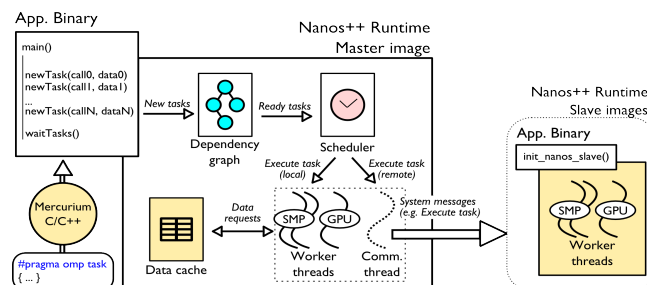 App. Binary
main()
newTask(call0, data0)
newTask(call1, data1)
...
newTask(callN, dataN)
waitTasks()
Nanos++ Runtime
Master image
New tasks
Ready tasks
Dependency
graph
Scheduler
Execute task
(local)
Execute task
(remote)
Mercurium
C/C++
#pragma omp task
{ ... }
Data cache
Data
requests
SMP
GPU
Worker
threads
Comm.
thread
System messages
(e.g. Execute task)
Nanos++ Runtime
Slave images
App. Binary
init_nanos_slave()
SMP
GPU
Worker
threads